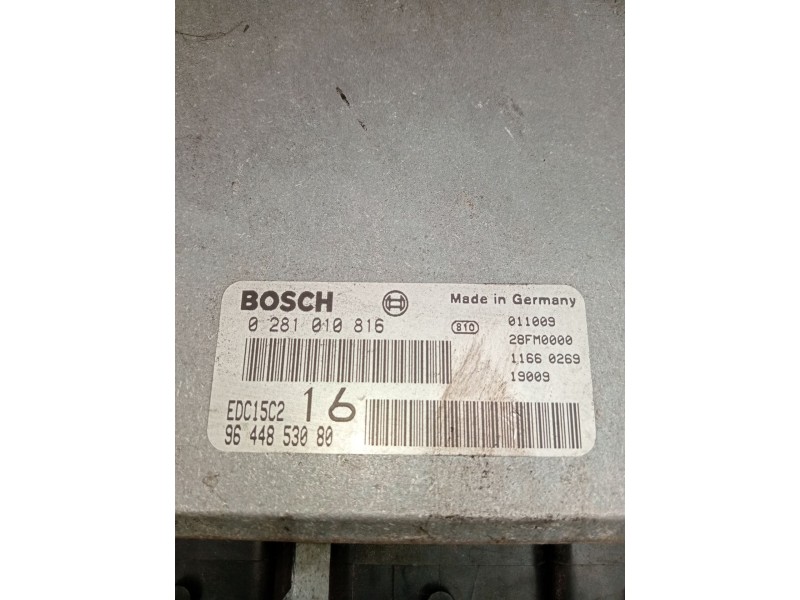 BOSCH
Made in Germany
0 281 010 816
810
011009
28FM0000
1166 0269
19009
EDC15C2 16
96 448 530 80